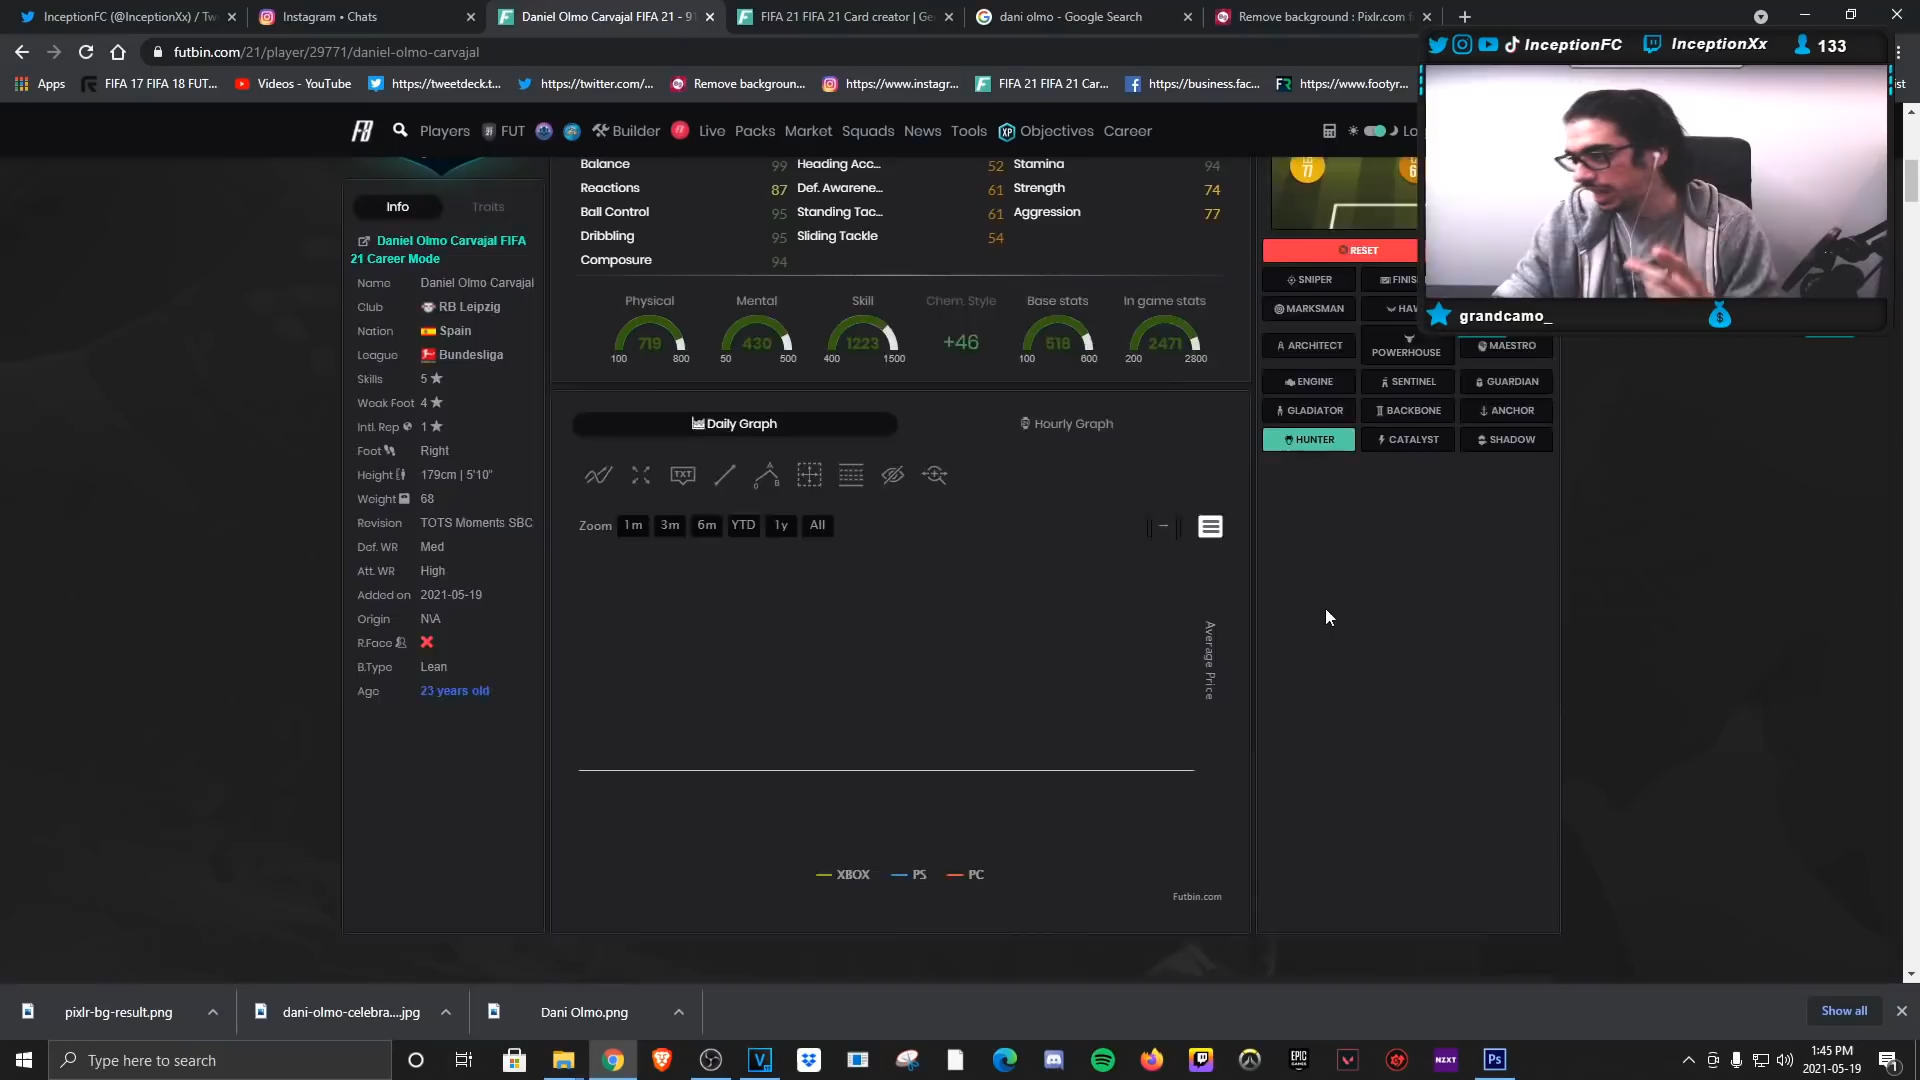 InceptionFC (@InceptionXx) / Tw
Instagram • Chats
Daniel Olmo Carvajal FIFA 21 - 91
FIFA 21 FIFA 21 Card creator | Ge
dani olmo - Google Search
Remove background : Pixlr.com f
futbin.com/21/player/29771/daniel-olmo-carvajal
Apps
FIFA 17 FIFA 18 FUT...
Videos - YouTube
https://tweetdeck.t...
https://twitter.com/...
Remove backgroun...
https://www.instagr...
FIFA 21 FIFA 21 Car...
https://business.fac...
https://www.footyr...
InceptionFC
InceptionXx
133
grandcamo_
Players
FUT
Builder
Live
Packs
Market
Squads
News
Tools
XP
Objectives
Career
Balance 99 Heading Acc... 52 Stamina 94
Reactions 87 Def. Awarene... 61 Strength 74
Ball Control 95 Standing Tac... 61 Aggression 77
Dribbling 95 Sliding Tackle 54
Composure 94
Info
Traits
Daniel Olmo Carvajal FIFA
21 Career Mode
Name Daniel Olmo Carvajal
Club RB Leipzig
Nation Spain
League Bundesliga
Skills 5
Weak Foot 4
Intl. Rep 1
Foot Right
Height 179cm | 5'10"
Weight 68
Revision TOTS Moments SBC
Def. WR Med
Att. WR High
Added on 2021-05-19
Origin N\A
R.Face
B.Type Lean
Age 23 years old
Physical Mental Skill Chem. Style Base stats In game stats
719 430 1223 +46 518 2471
100 800 50 500 400 1500 100 600 200 2800
Daily Graph
Hourly Graph
TXT
Zoom 1m 3m 6m YTD 1y All
Average Price
XBOX PS PC
Futbin.com
77
RESET
SNIPER FINIS
MARKSMAN HAW
ARCHITECT POWERHOUSE MAESTRO
ENGINE SENTINEL GUARDIAN
GLADIATOR BACKBONE ANCHOR
HUNTER CATALYST SHADOW
pixlr-bg-result.png
dani-olmo-celebra....jpg
Dani Olmo.png
Show all
Type here to search
EPIC GAMES
NZXT
Ps
1:45 PM
2021-05-19
1